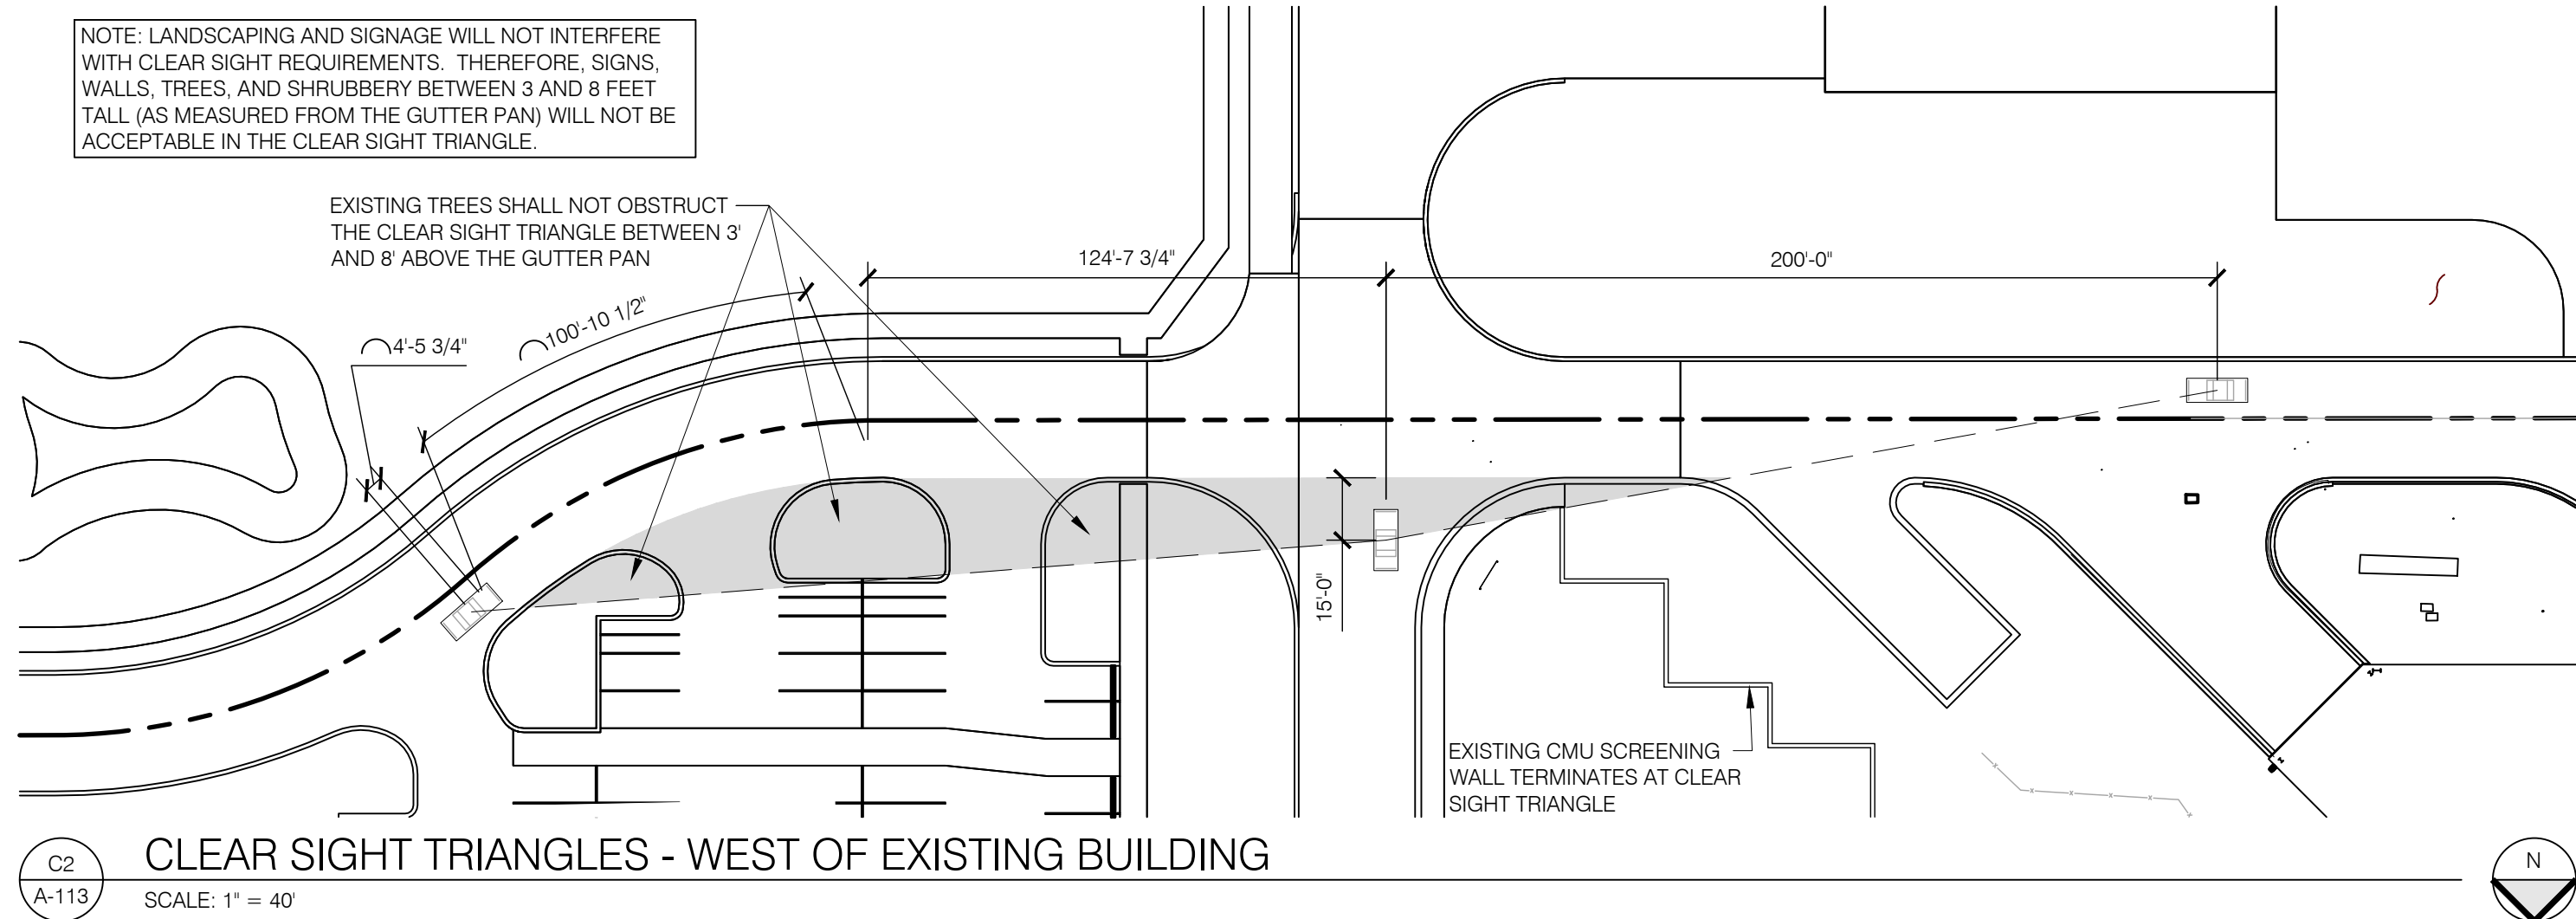 NOTE: LANDSCAPING AND SIGNAGE WILL NOT INTERFERE
WITH CLEAR SIGHT REQUIREMENTS. THEREFORE, SIGNS,
WALLS, TREES, AND SHRUBBERY BETWEEN 3 AND 8 FEET
TALL (AS MEASURED FROM THE GUTTER PAN) WILL NOT BE
ACCEPTABLE IN THE CLEAR SIGHT TRIANGLE.
EXISTING TREES SHALL NOT OBSTRUCT
THE CLEAR SIGHT TRIANGLE BETWEEN 3'
AND 8' ABOVE THE GUTTER PAN
124'-7 3/4"
200'-0"
100'-10 1/2"
4'-5 3/4"
15'-0"
EXISTING CMU SCREENING
WALL TERMINATES AT CLEAR
SIGHT TRIANGLE
C2
A-113
CLEAR SIGHT TRIANGLES - WEST OF EXISTING BUILDING
SCALE: 1" = 40'
N